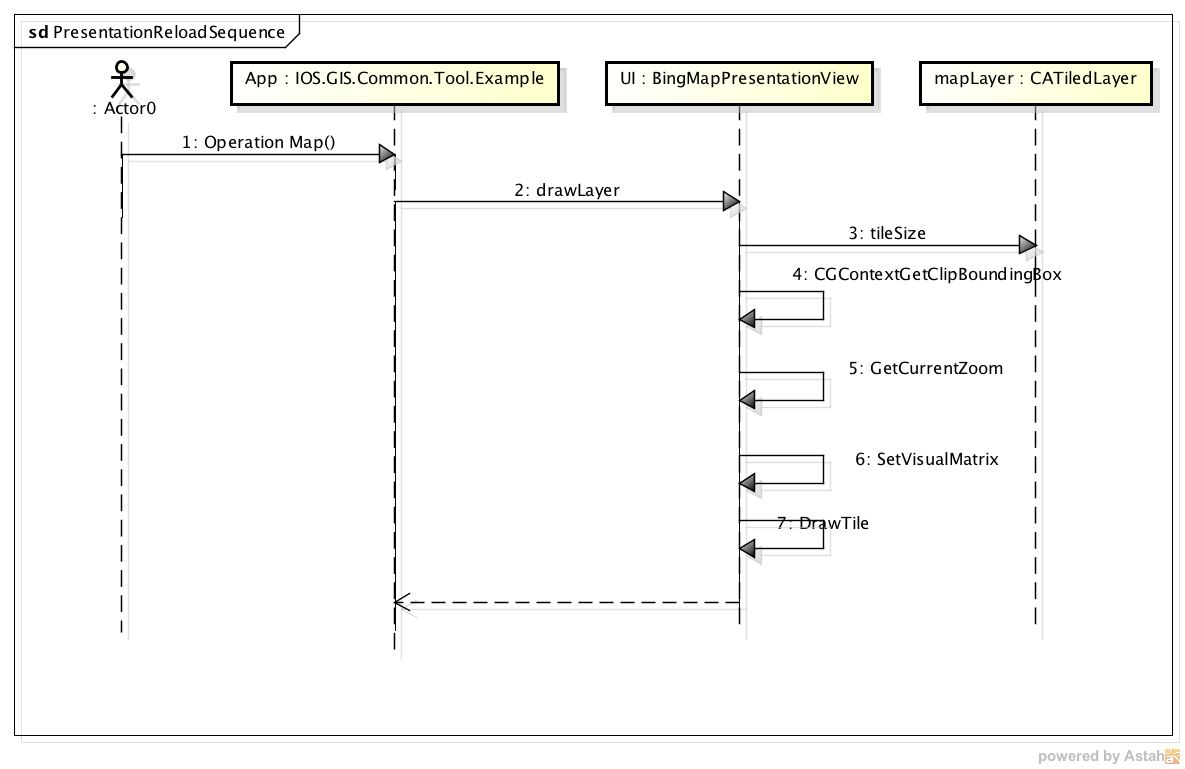 sd PresentationReloadSequence
: Actor0
App : IOS.GIS.Common.Tool.Example
UI : BingMapPresentationView
mapLayer : CATiledLayer
1: Operation Map()
2: drawLayer
3: tileSize
4: CGContextGetClipBoundingBox
5: GetCurrentZoom
6: SetVisualMatrix
7: DrawTile
powered by Astah